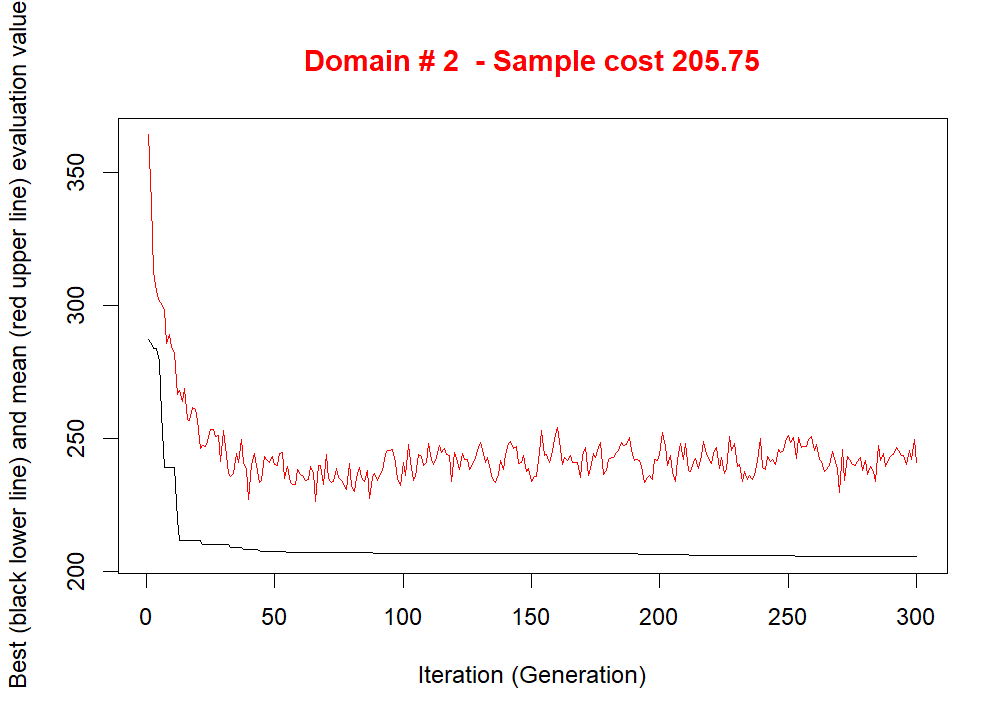 Domain # 2  - Sample cost 205.75
Best (black lower line) and mean (red upper line) evaluation value
350
300
250
200
0 50 100 150 200 250 300
Iteration (Generation)